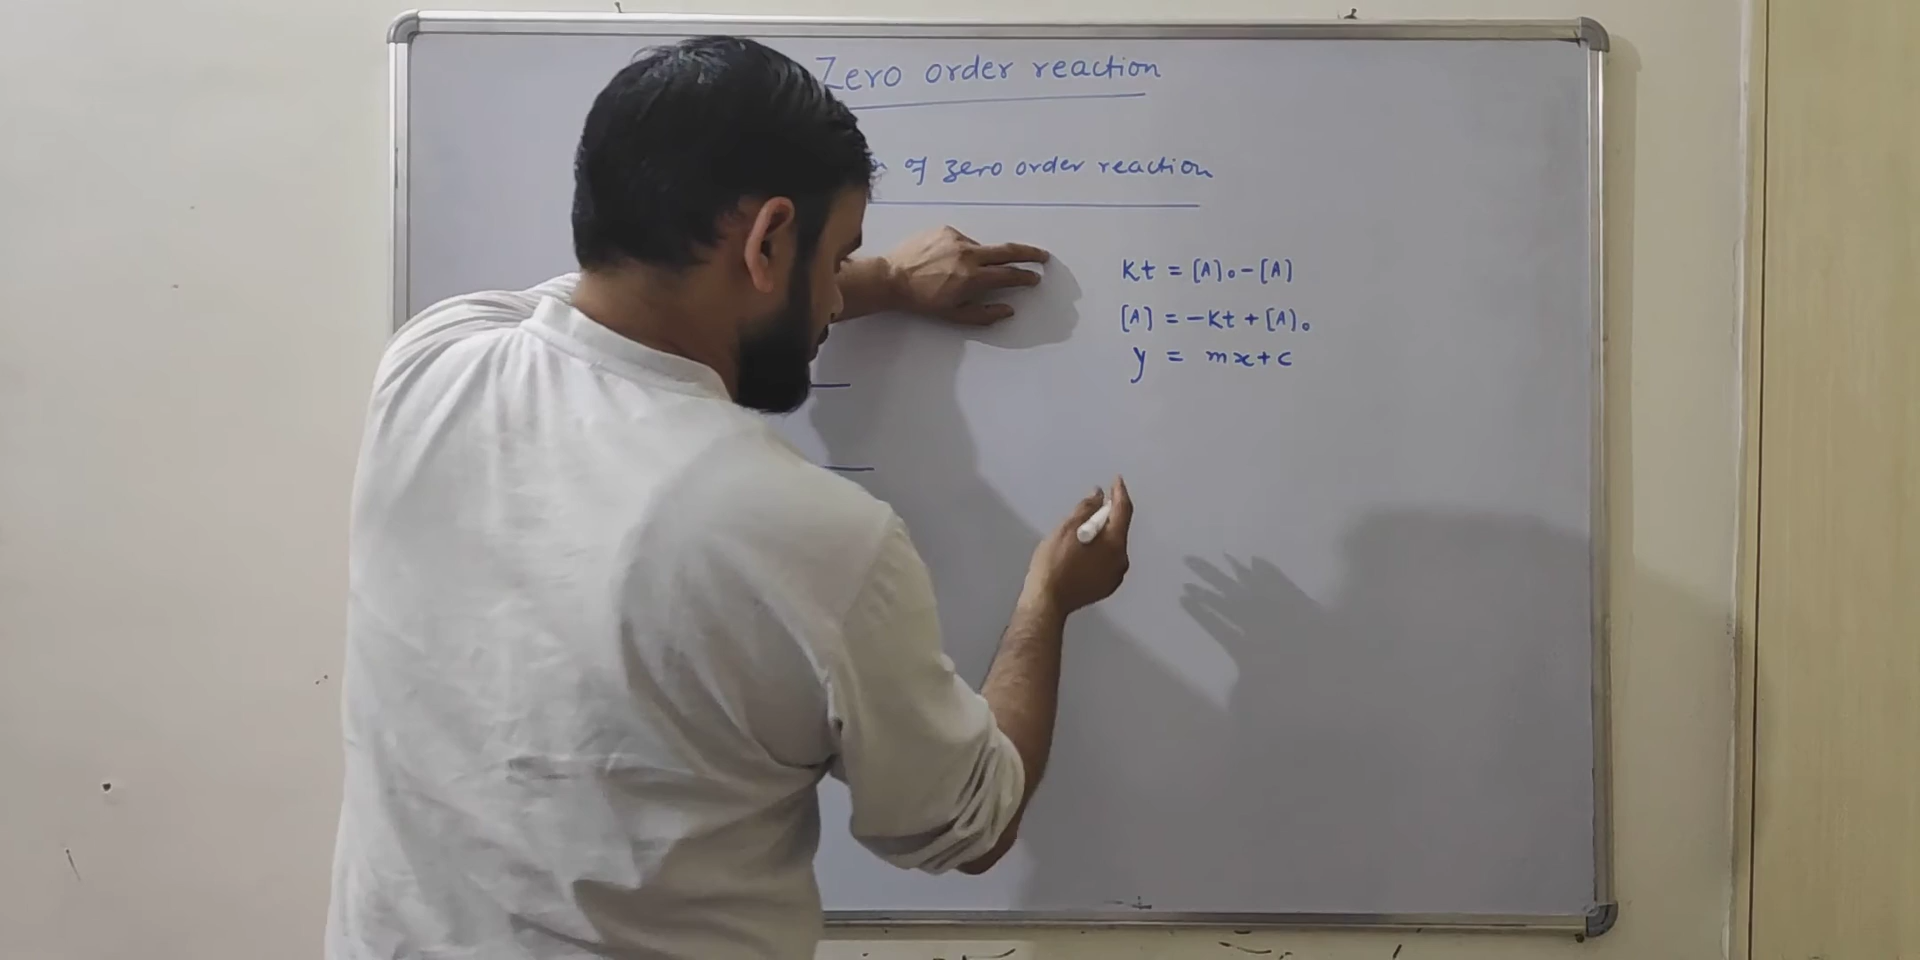 Zero order reaction
of zero order reaction
Kt = [A]₀ - [A]
[A] = -Kt + [A]₀
y = mx + c